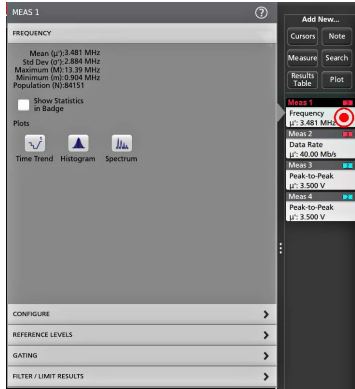 MEAS 1
?
FREQUENCY
Mean (µ'):3.481 MHz
Std Dev (σ'):2.884 MHz
Maximum (M):13.39 MHz
Minimum (m):0.904 MHz
Population (N):84151
Show Statistics
in Badge
Plots
Time Trend Histogram Spectrum
CONFIGURE
REFERENCE LEVELS
GATING
FILTER / LIMIT RESULTS
Add New...
Cursors Note
Measure Search
Results
Table
Plot
Meas 1
Frequency
µ': 3.481 MHz
Meas 2
Data Rate
µ': 40.00 Mb/s
Meas 3
Peak-to-Peak
µ': 3.500 V
Meas 4
Peak-to-Peak
µ': 3.500 V